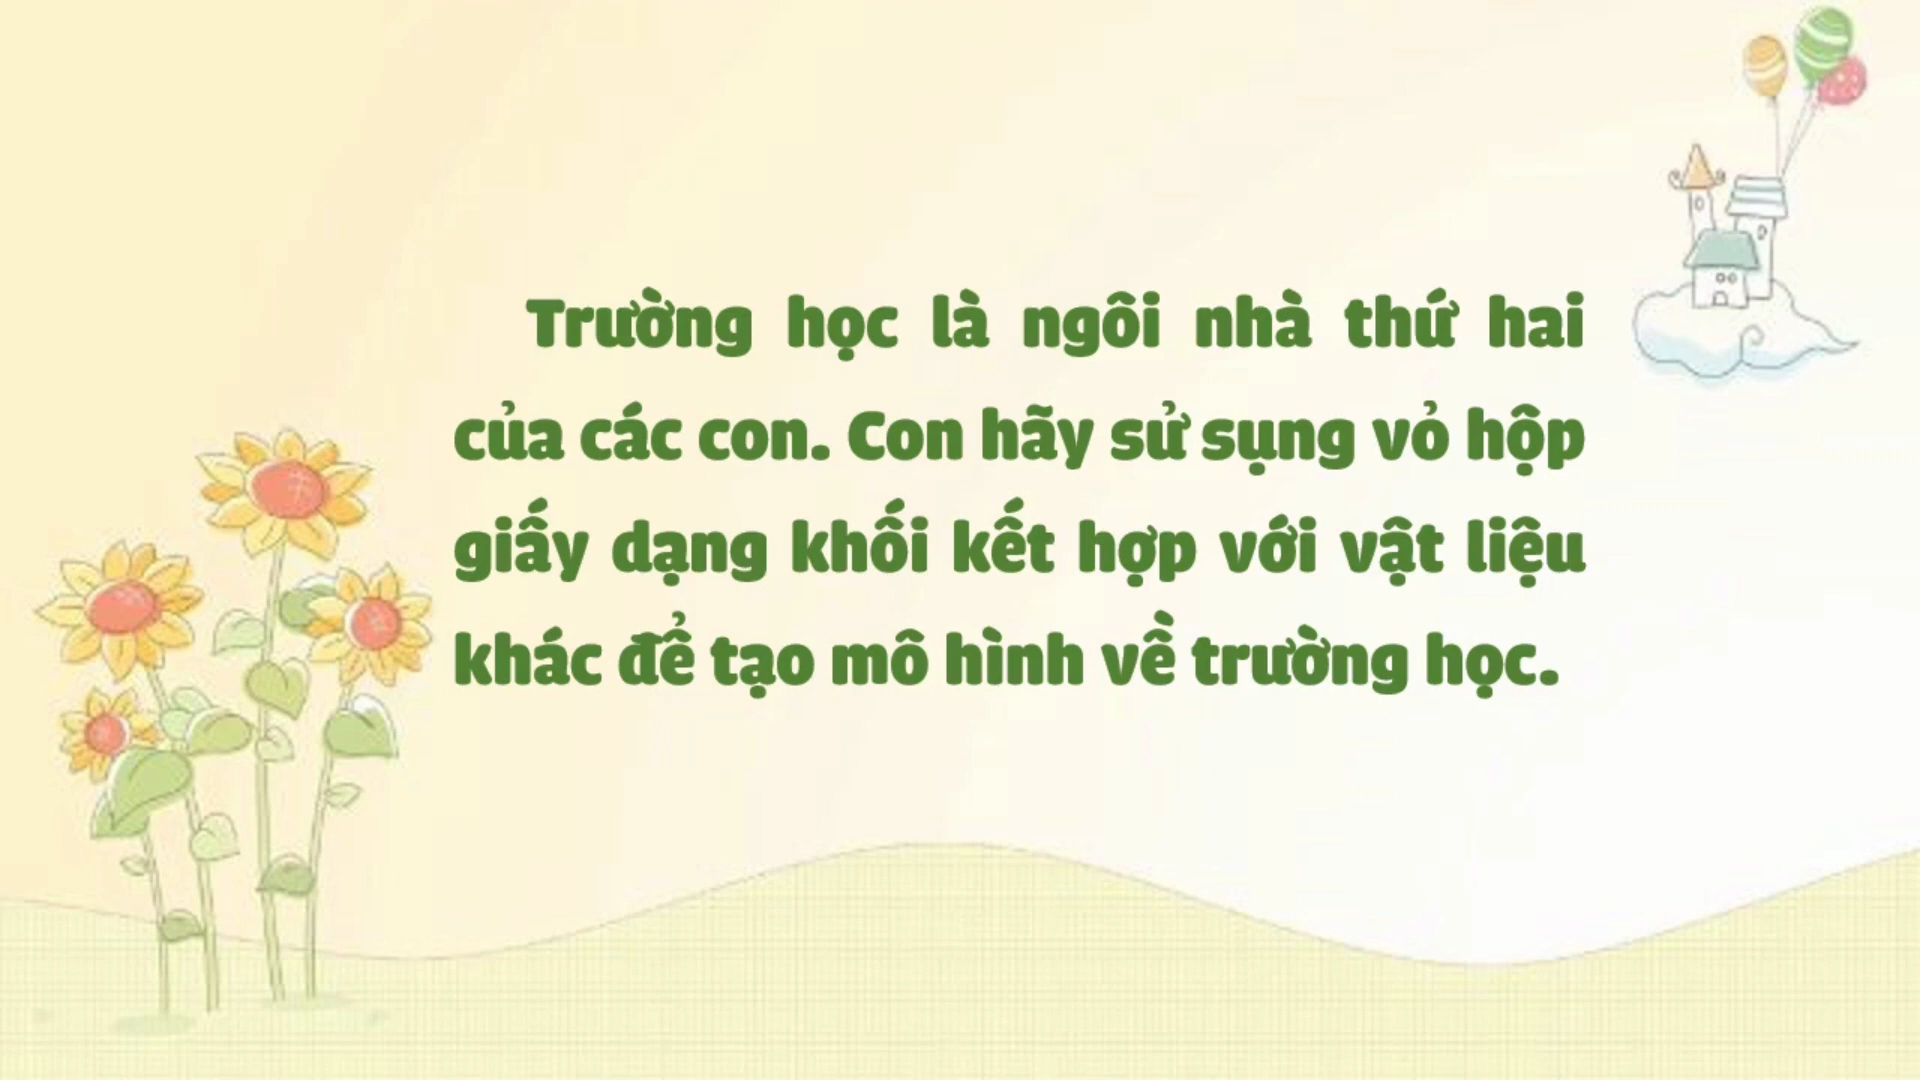 Trường học là ngôi nhà thứ hai
của các con. Con hãy sử sụng vỏ hộp
giấy dạng khối kết hợp với vật liệu
khác để tạo mô hình về trường học.